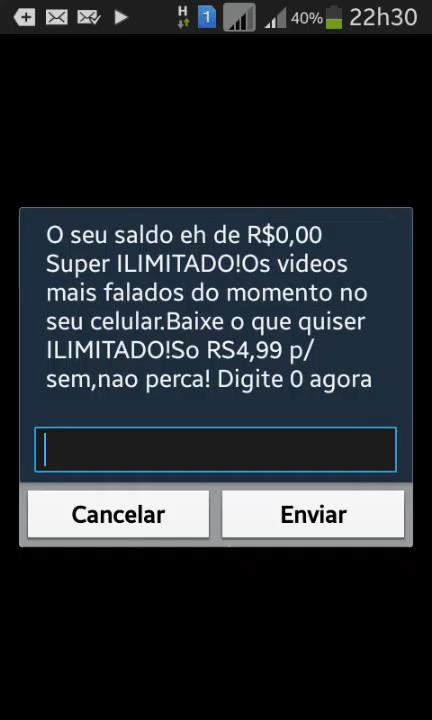 H 1 40% 22h30
O seu saldo eh de R$0,00
Super ILIMITADO!Os videos
mais falados do momento no
seu celular.Baixe o que quiser
ILIMITADO!So RS4,99 p/
sem,nao perca! Digite 0 agora
Cancelar Enviar